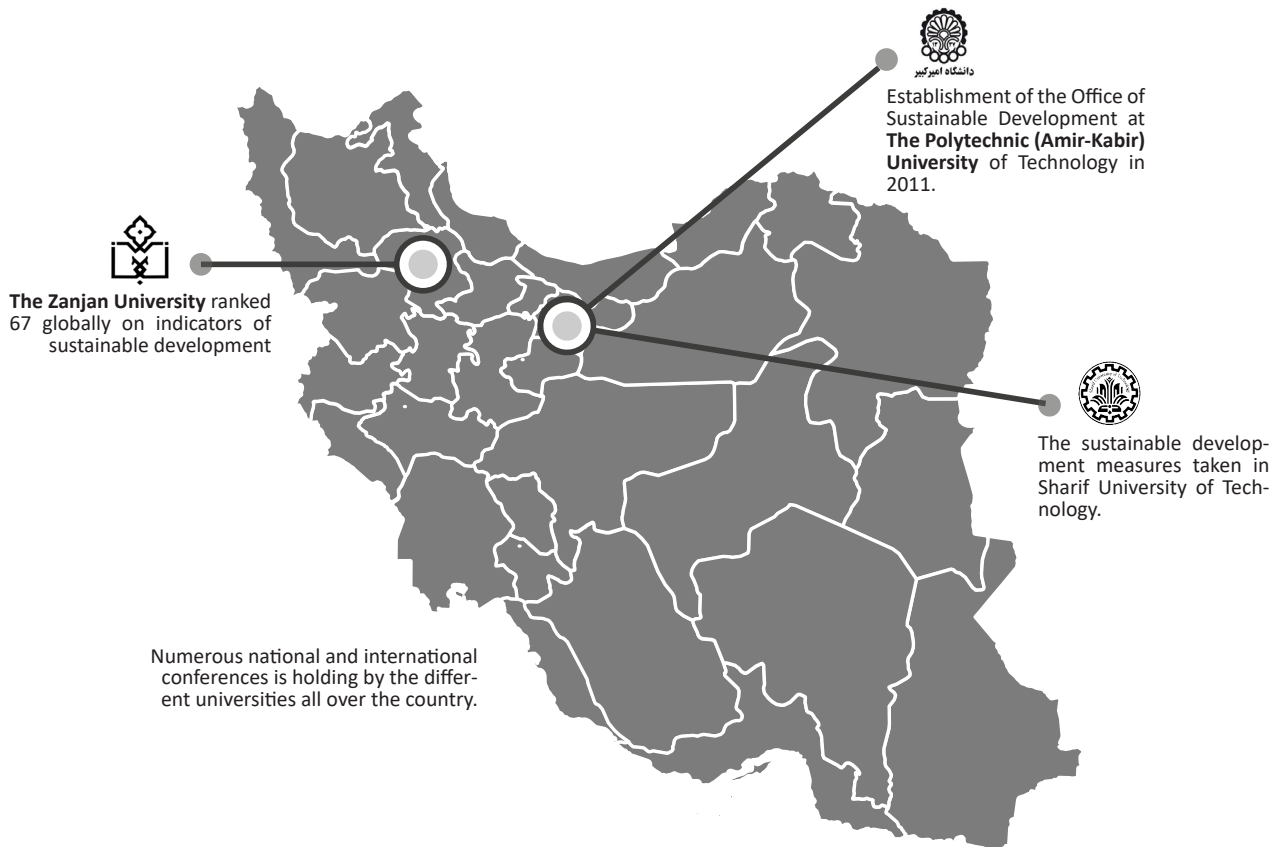 دانشگاه امیرکبیر
Establishment of the Office of
Sustainable Development at
The Polytechnic (Amir-Kabir)
University of Technology in
2011.
The Zanjan University ranked
67 globally on indicators of
sustainable development
The sustainable develop-
ment measures taken in
Sharif University of Tech-
nology.
Numerous national and international
conferences is holding by the differ-
ent universities all over the country.